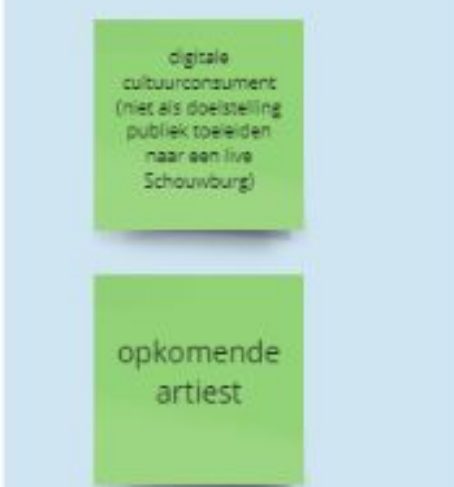 digitale
cultuurconsument
(niet als doelstelling
publiek toeleiden
naar een live
Schouwburg)
opkomende
artiest